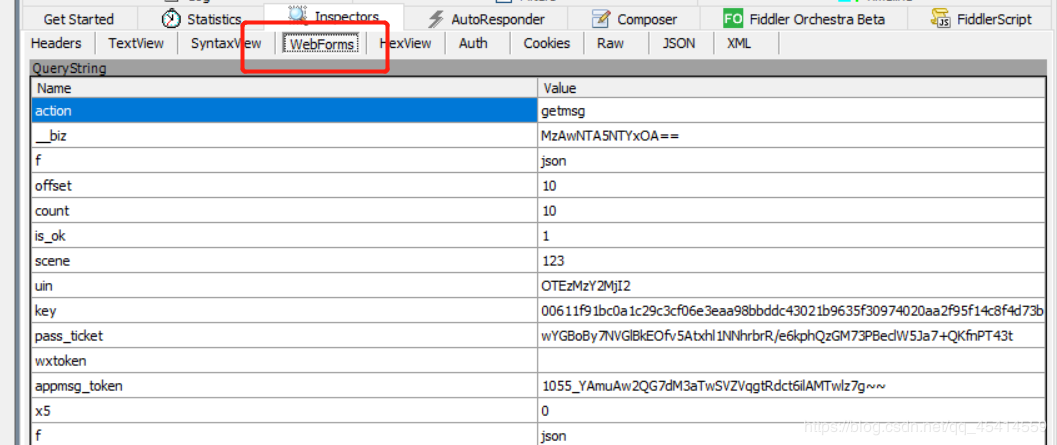 Get Started Statistics Inspectors AutoResponder Composer FO Fiddler Orchestra Beta FiddlerScript
Headers TextView SyntaxView WebForms HexView Auth Cookies Raw JSON XML
QueryString
Name Value
action getmsg
__biz MzAwNTA5NTYxOA==
f json
offset 10
count 10
is_ok 1
scene 123
uin OTEzMzY2MjI2
key 00611f91bc0a1c29c3cf06e3eaa98bbddc43021b9635f30974020aa2f95f14c8f4d73b
pass_ticket wYGBoBy7NVGlBkEOfv5Atxhl1NNhrbrR/e6kphQzGM73PBeclW5Ja7+QKfnPT43t
wxtoken
appmsg_token 1055_YAmuAw2QG7dM3aTwSVZVqgtRdct6ilAMTwlz7g~~
x5 0
f json
https://blog.csdn.net/qq_45414559